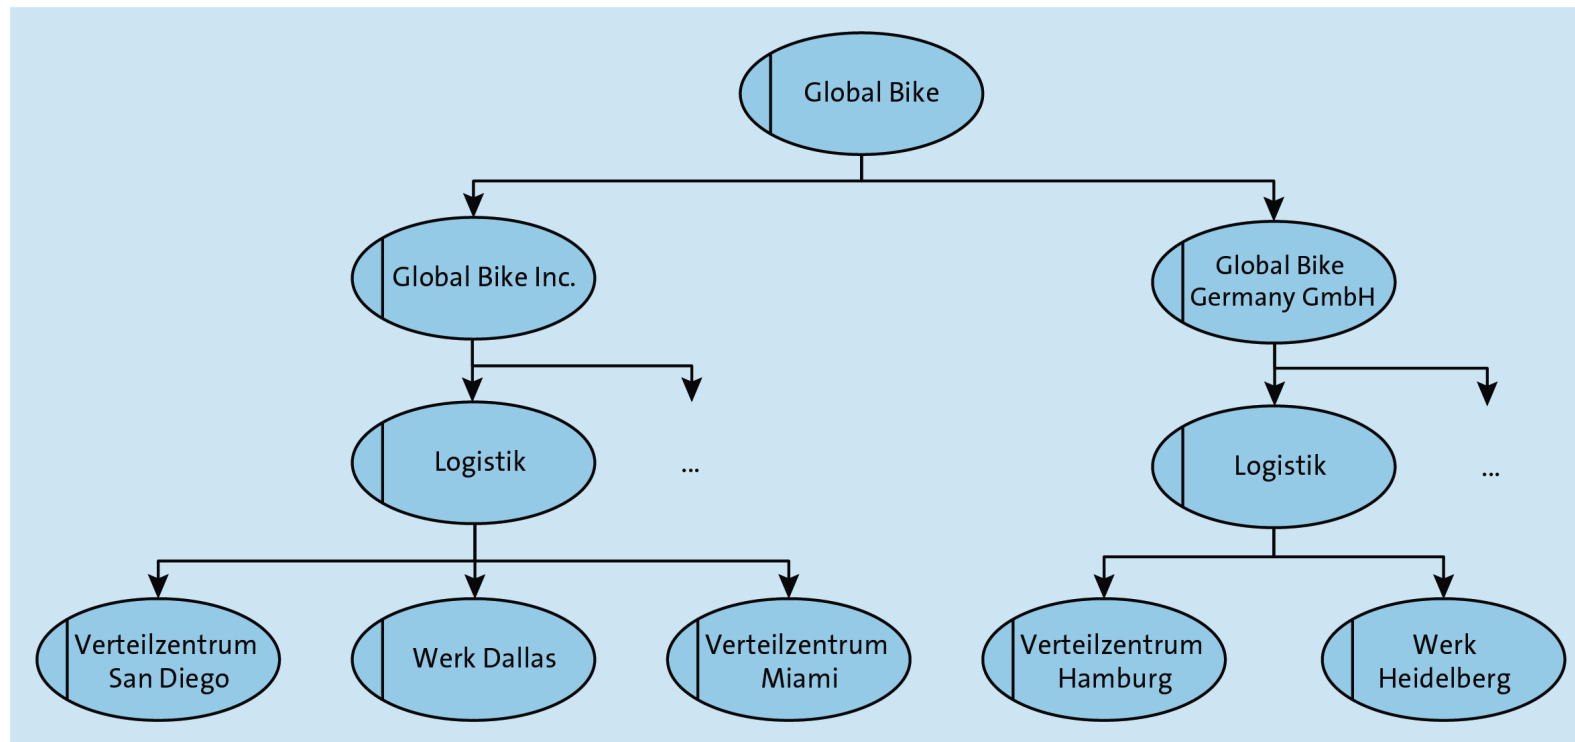 Global Bike
Global Bike Inc.
Global Bike
Germany GmbH
Logistik
...
Logistik
...
Verteilzentrum
San Diego
Werk Dallas
Verteilzentrum
Miami
Verteilzentrum
Hamburg
Werk
Heidelberg